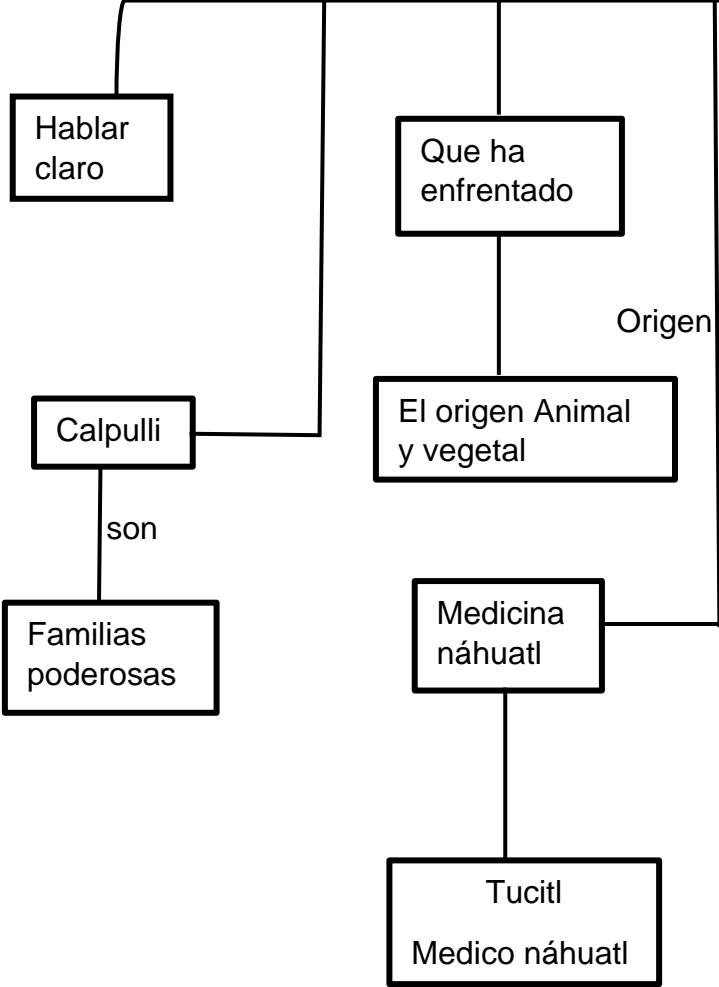 Hablar
claro
Que ha
enfrentado
Origen
Calpulli
El origen Animal
y vegetal
son
Familias
poderosas
Medicina
náhuatl
Tucitl
Medico náhuatl